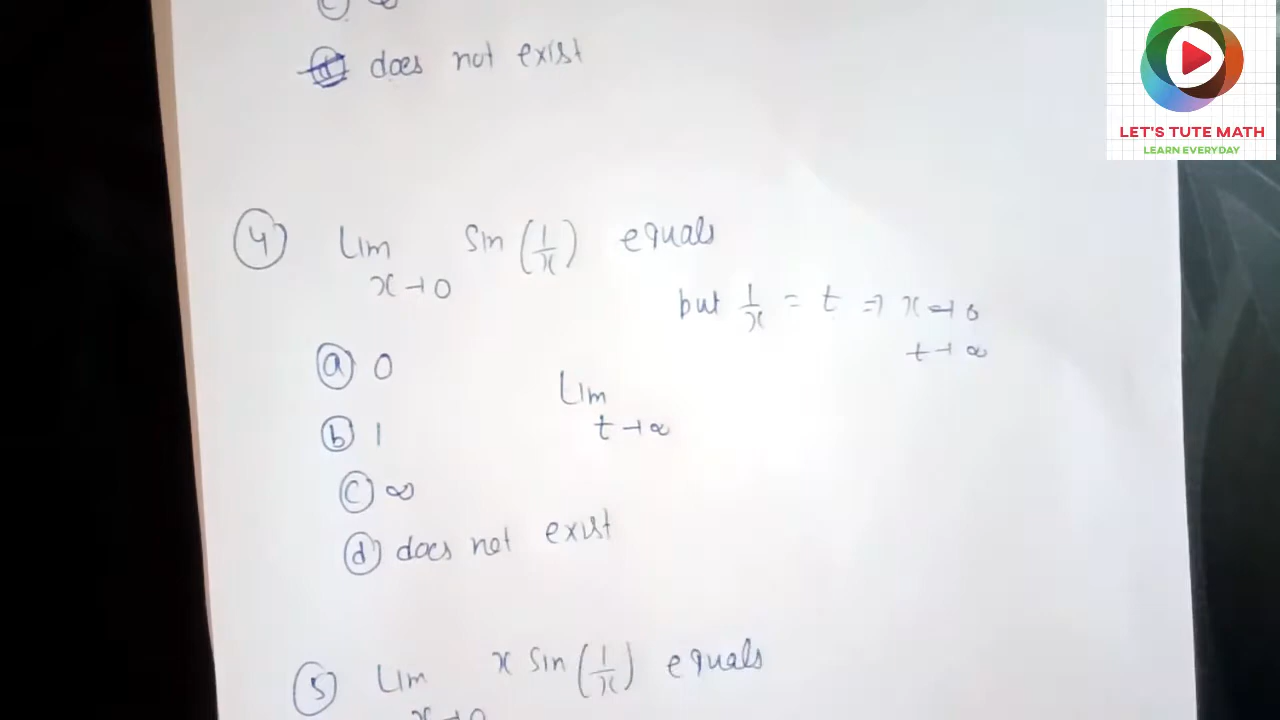 (c) ∞
(d) does not exist
LET'S TUTE MATH
LEARN EVERYDAY
(4) Lim sin (1/x) equals
x→0
but 1/x = t ⇒ x→0
t→∞
(a) 0
Lim
t→∞
(b) 1
(c) ∞
(d) does not exist
(5) Lim x sin (1/x) equals
x→0